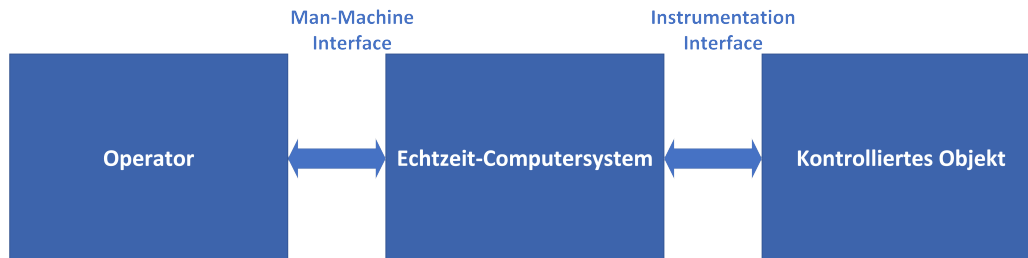 Man-Machine
Interface
Instrumentation
Interface
Operator
Echtzeit-Computersystem
Kontrolliertes Objekt